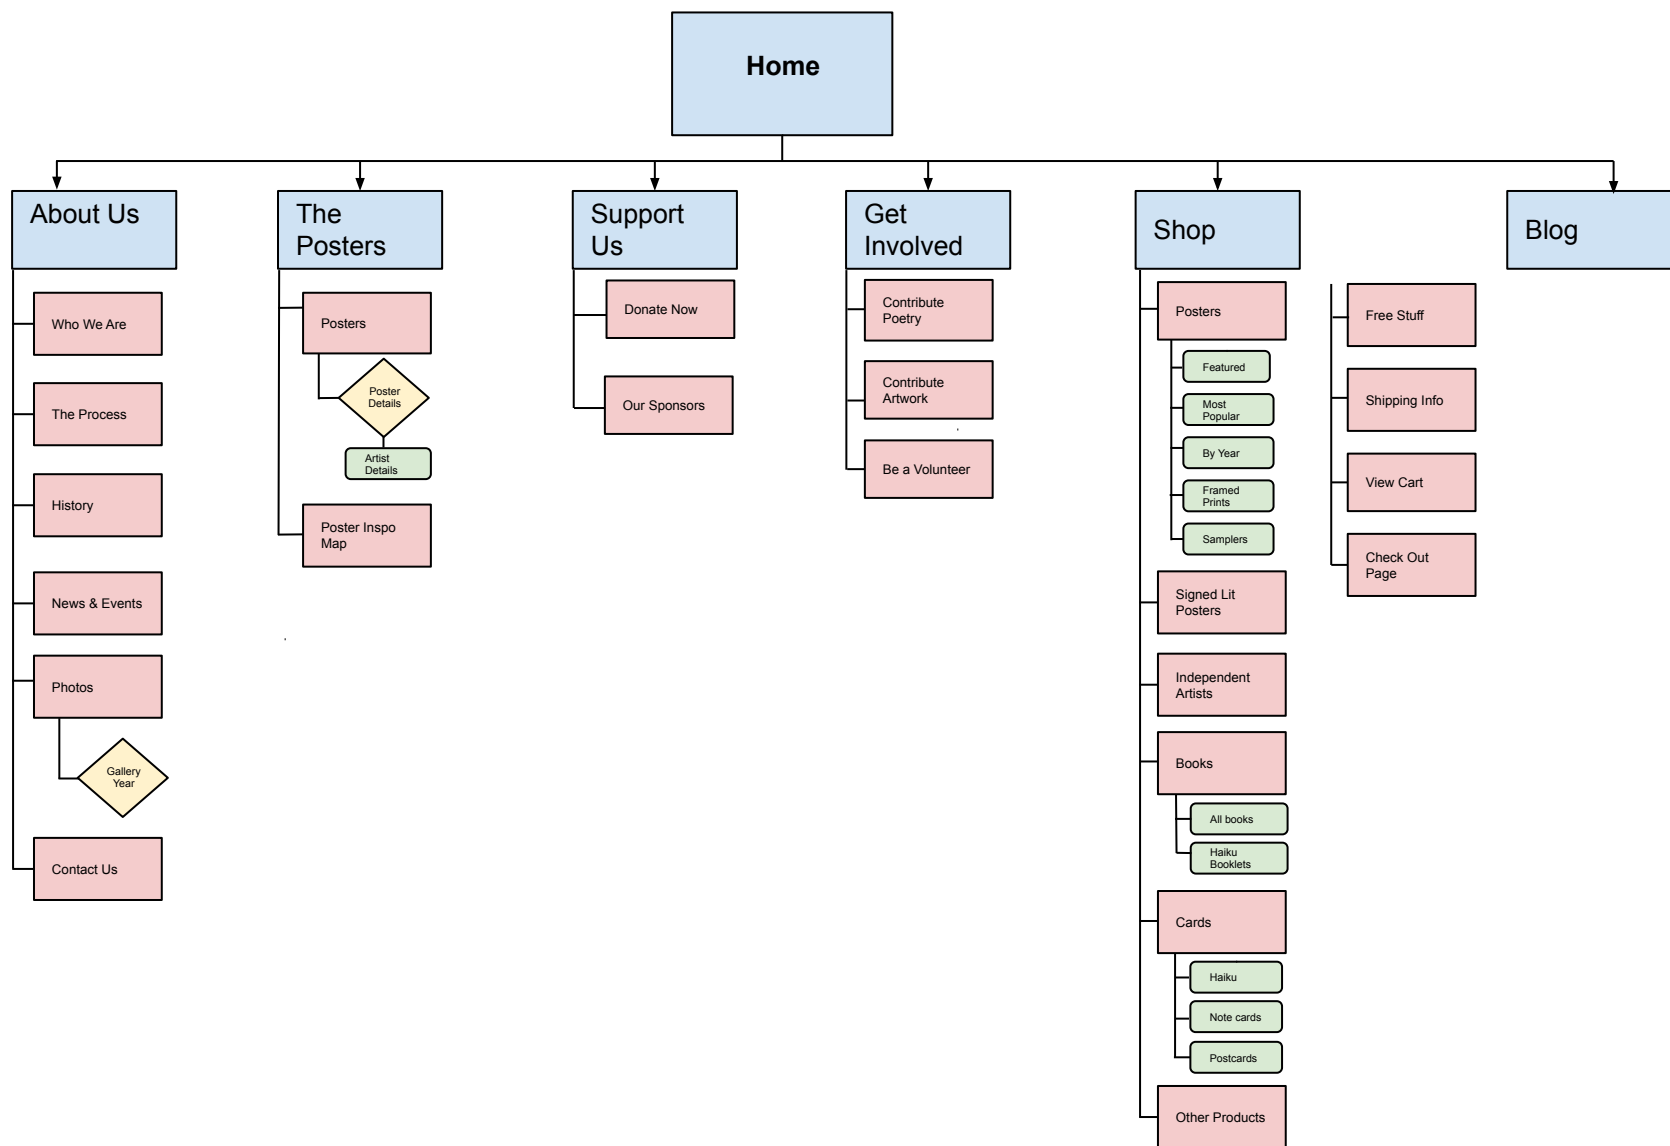 Home
About Us
The
Posters
Support
Us
Get
Involved
Shop
Blog
Who We Are
The Process
History
News & Events
Photos
Gallery
Year
Contact Us
Posters
Poster
Details
Artist
Details
Poster Inspo
Map
Donate Now
Our Sponsors
Contribute
Poetry
Contribute
Artwork
Be a Volunteer
Posters
Featured
Most
Popular
By Year
Framed
Prints
Samplers
Signed Lit
Posters
Independent
Artists
Books
All books
Haiku
Booklets
Cards
Haiku
Note cards
Postcards
Other Products
Free Stuff
Shipping Info
View Cart
Check Out
Page